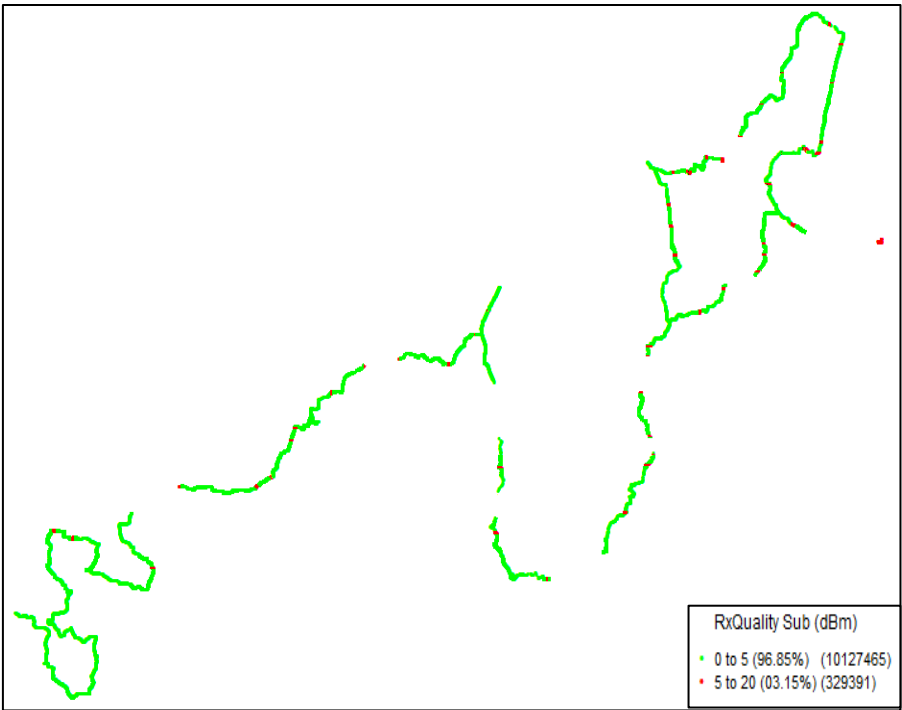 RxQuality Sub (dBm)
0 to 5 (96.85%) (10127465)
5 to 20 (03.15%) (329391)